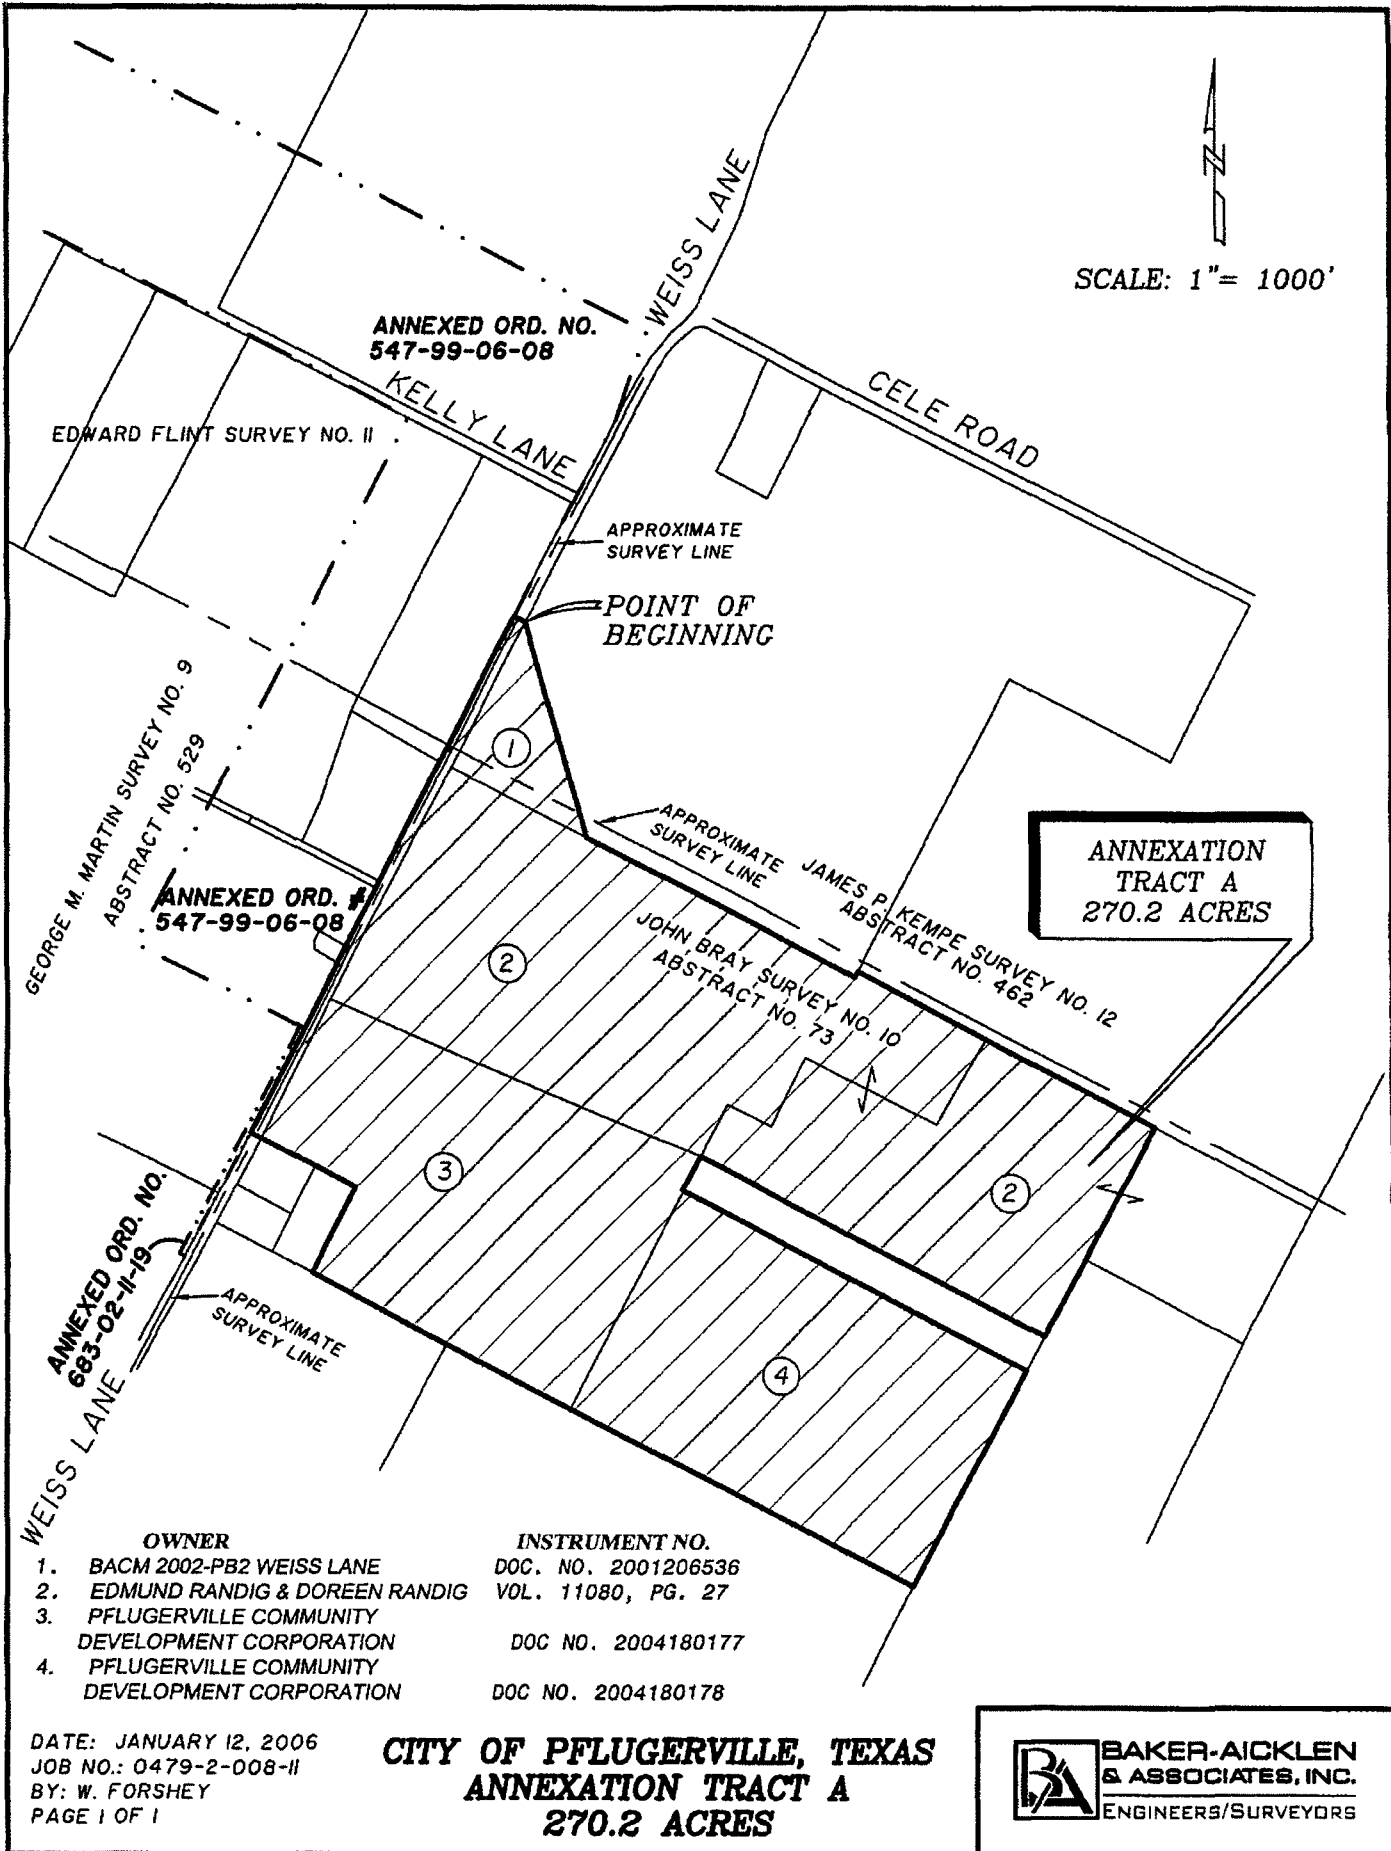 WEISS LANE
N
SCALE: 1"= 1000'
ANNEXED ORD. NO.
547-99-06-08
KELLY LANE
CELE ROAD
EDWARD FLINT SURVEY NO. 11
APPROXIMATE
SURVEY LINE
POINT OF
BEGINNING
GEORGE M. MARTIN SURVEY NO. 9
ABSTRACT NO. 529
1
APPROXIMATE
SURVEY LINE
JAMES P. KEMPE SURVEY NO. 12
ABSTRACT NO. 462
ANNEXATION
TRACT A
270.2 ACRES
ANNEXED ORD. #
547-99-06-08
2
JOHN BRAY SURVEY NO. 10
ABSTRACT NO. 73
3
2
ANNEXED ORD. NO.
683-02-11-19
APPROXIMATE
SURVEY LINE
4
WEISS LANE
OWNER INSTRUMENT NO.
1. BACM 2002-PB2 WEISS LANE DOC. NO. 2001206536
2. EDMUND RANDIG & DOREEN RANDIG VOL. 11080, PG. 27
3. PFLUGERVILLE COMMUNITY
DEVELOPMENT CORPORATION DOC NO. 2004180177
4. PFLUGERVILLE COMMUNITY
DEVELOPMENT CORPORATION DOC NO. 2004180178
DATE: JANUARY 12, 2006
JOB NO.: 0479-2-008-11
BY: W. FORSHEY
PAGE 1 OF 1
CITY OF PFLUGERVILLE, TEXAS
ANNEXATION TRACT A
270.2 ACRES
BA
BAKER-AICKLEN
& ASSOCIATES, INC.
ENGINEERS/SURVEYORS